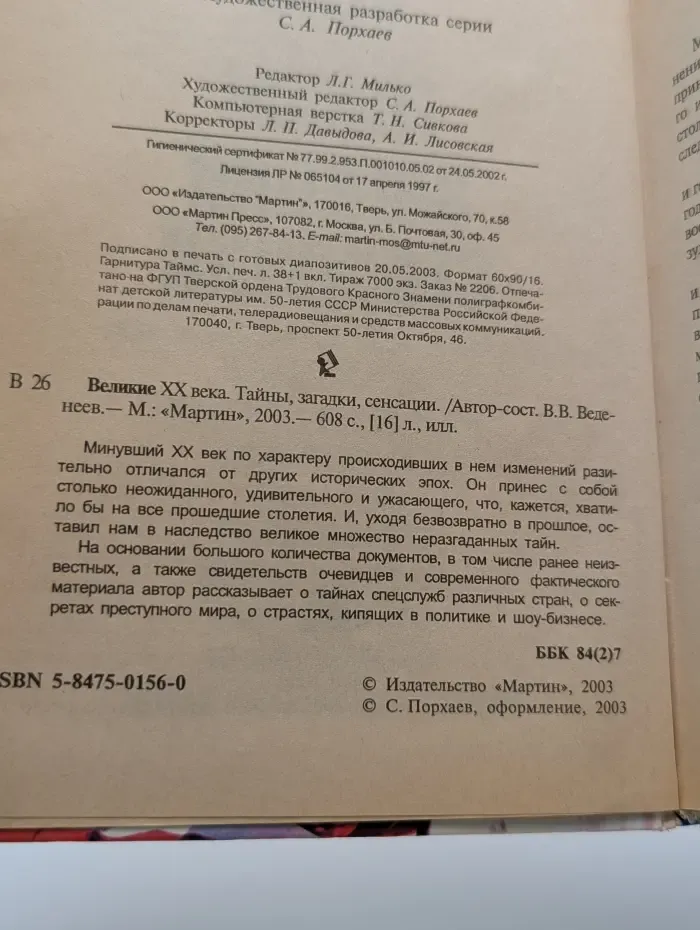 художественная разработка серии
С. А. Порхаев
Редактор Л.Г. Милько
Художественный редактор С. А. Порхаев
Компьютерная верстка Т. Н. Сивкова
Корректоры Л. П. Давыдова, А. И. Лисовская
Гигиенический сертификат № 77.99.2.953.П.001010.05.02 от 24.05.2002 г.
Лицензия ЛР № 065104 от 17 апреля 1997 г.
ООО «Издательство "Мартин"», 170016, Тверь, ул. Можайского, 70, к.58
ООО «Мартин Пресс», 107082, г. Москва, ул. Б. Почтовая, 30, оф. 45
Тел. (095) 267-84-13. E-mail: martin-mos@mtu-net.ru
Подписано в печать с готовых диапозитивов 20.05.2003. Формат 60х90/16.
Гарнитура Таймс. Усл. печ. л. 38+1 вкл. Тираж 7000 экз. Заказ № 2206. Отпеча-
тано на ФГУП Тверской ордена Трудового Красного Знамени полиграфкомби-
нат детской литературы им. 50-летия СССР Министерства Российской Феде-
рации по делам печати, телерадиовещания и средств массовых коммуникаций.
170040, г. Тверь, проспект 50-летия Октября, 46.
В 26 Великие ХХ века. Тайны, загадки, сенсации. /Автор-сост. В.В. Веде-
неев.— М.: «Мартин», 2003.— 608 с., [16] л., илл.
Минувший ХХ век по характеру происходивших в нем изменений рази-
тельно отличался от других исторических эпох. Он принес с собой
столько неожиданного, удивительного и ужасающего, что, кажется, хвати-
ло бы на все прошедшие столетия. И, уходя безвозвратно в прошлое, ос-
тавил нам в наследство великое множество неразгаданных тайн.
На основании большого количества документов, в том числе ранее неиз-
вестных, а также свидетельств очевидцев и современного фактического
материала автор рассказывает о тайнах спецслужб различных стран, о сек-
ретах преступного мира, о страстях, кипящих в политике и шоу-бизнесе.
ББК 84(2)7
SBN 5-8475-0156-0
© Издательство «Мартин», 2003
© С. Порхаев, оформление, 2003